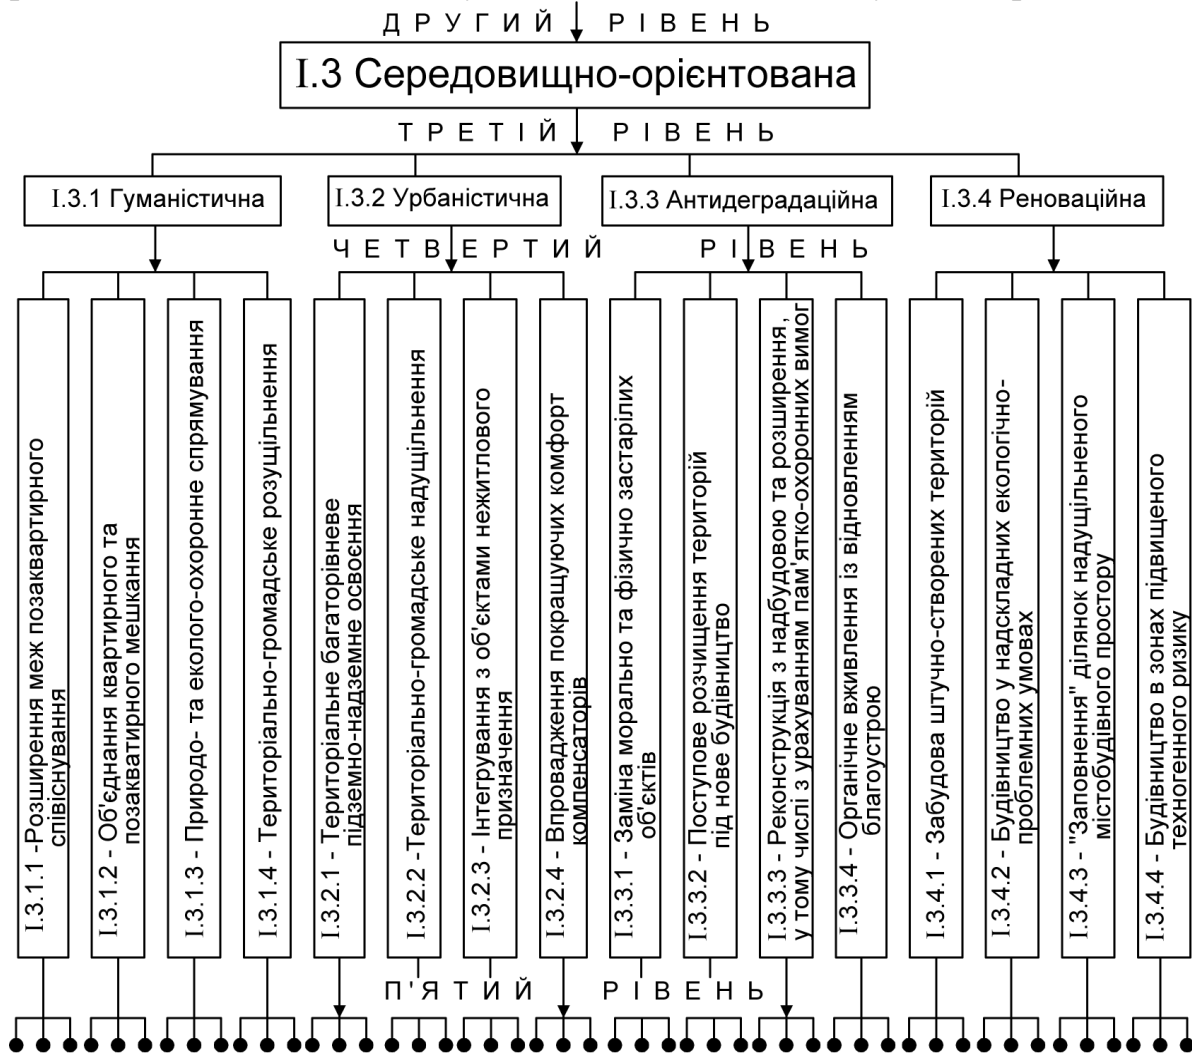 ДРУГИЙ РІВЕНЬ
І.3 Середовищно-орієнтована
ТРЕТІЙ РІВЕНЬ
І.3.1 Гуманістична
І.3.2 Урбаністична
І.3.3 Антидеградаційна
І.3.4 Реноваційна
ЧЕТВЕРТИЙ РІВЕНЬ
І.3.1.1 -Розширення меж позаквартирного
співіснування
І.3.1.2 - Об'єднання квартирного та
позакватирного мешкання
І.3.1.3 - Природо- та еколого-охоронне спрямування
І.3.1.4 - Територіально-громадське розущільнення
І.3.2.1 - Територіальне багаторівневе
підземно-надземне освоєння
І.3.2.2 -Територіально-громадське надущільнення
І.3.2.3 - Інтегрування з об'єктами нежитлового
призначення
І.3.2.4 - Впровадження покращуючих комфорт
компенсаторів
І.3.3.1 - Заміна морально та фізично застарілих
об'єктів
І.3.3.2 - Поступове розчищення територій
під нове будівництво
І.3.3.3 - Реконструкція з надбудовою та розширення,
у тому числі з урахуванням пам'ятко-охоронних вимог
І.3.3.4 - Органічне вживлення із відновленням
благоустрою
І.3.4.1 - Забудова штучно-створених територій
І.3.4.2 - Будівництво у надскладних екологічно-
проблемних умовах
І.3.4.3 - "Заповнення" ділянок надущільненого
містобудівного простору
І.3.4.4 - Будівництво в зонах підвищеного
техногенного ризику
П'ЯТИЙ РІВЕНЬ